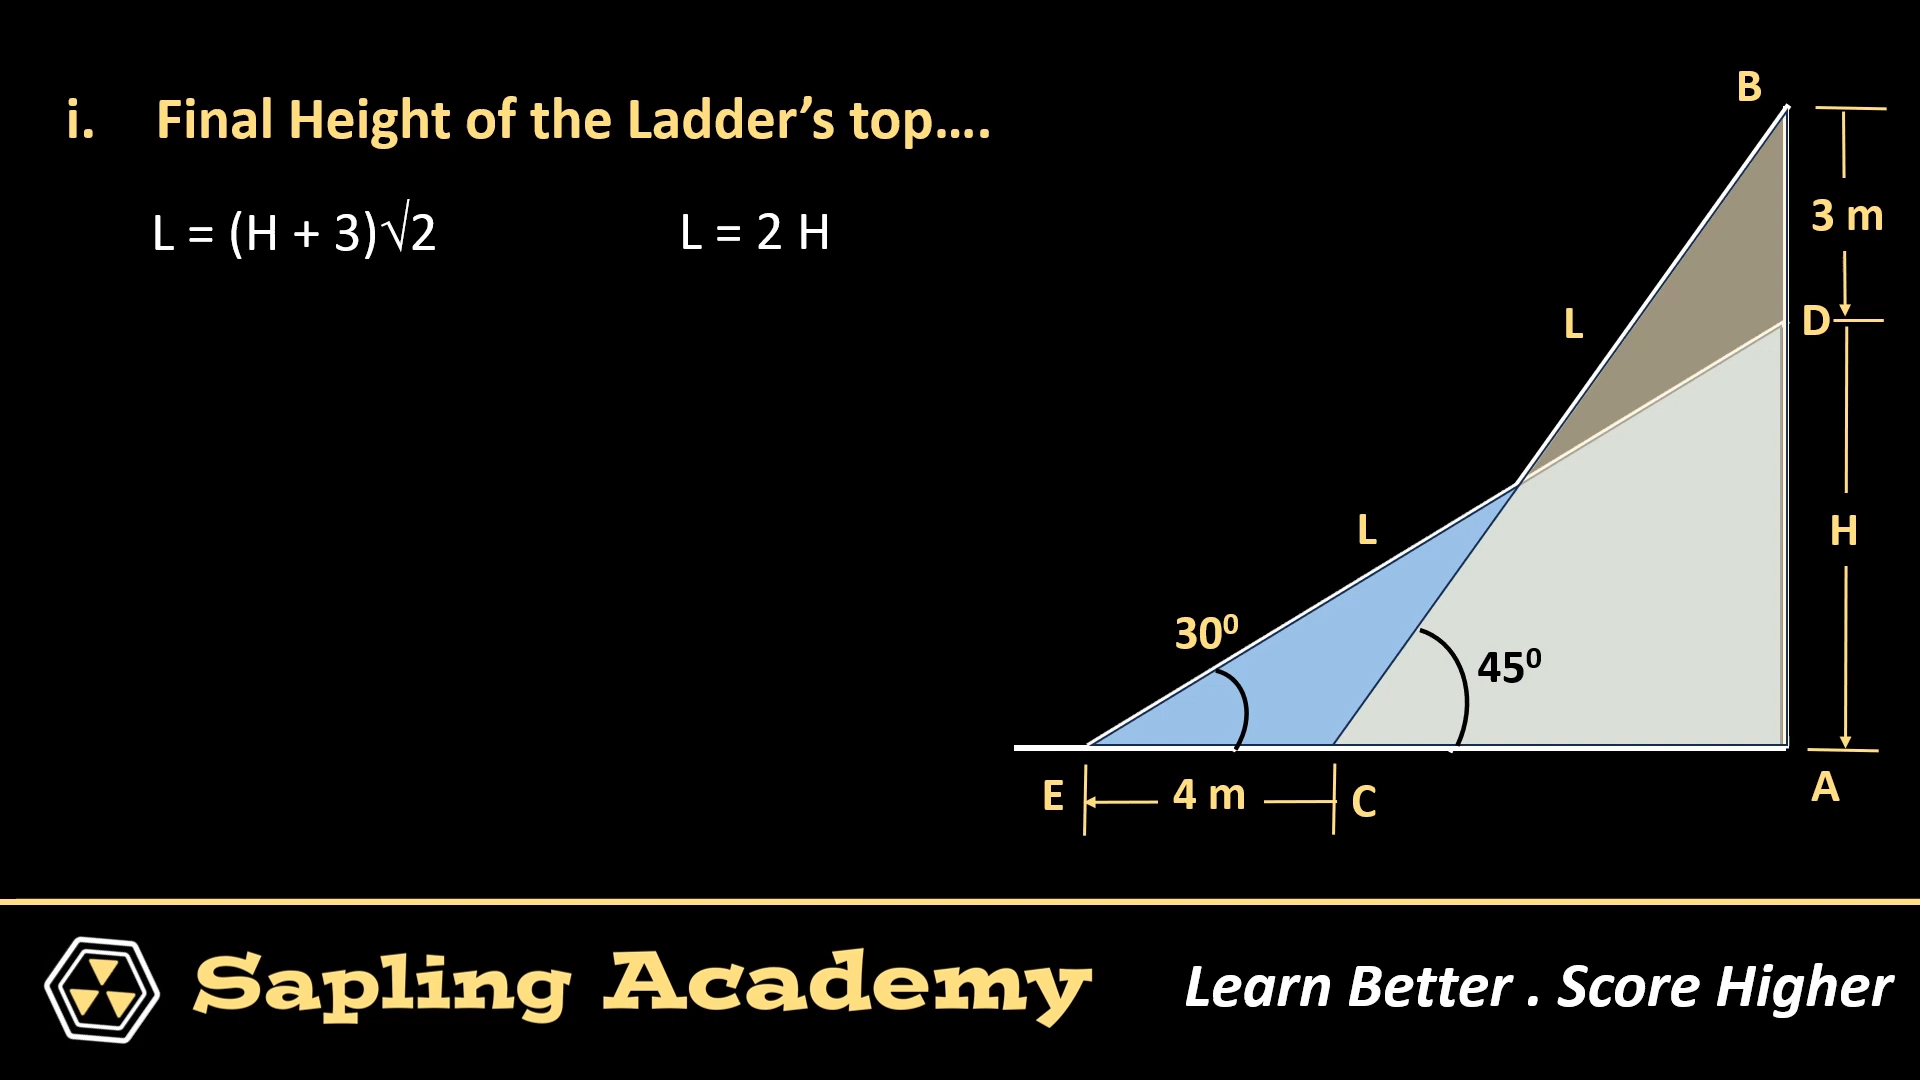 i. Final Height of the Ladder’s top….
L = (H + 3)√2 L = 2 H
B
3 m
L
D
L
H
30⁰
45⁰
E 4 m C
A
Sapling Academy
Learn Better . Score Higher